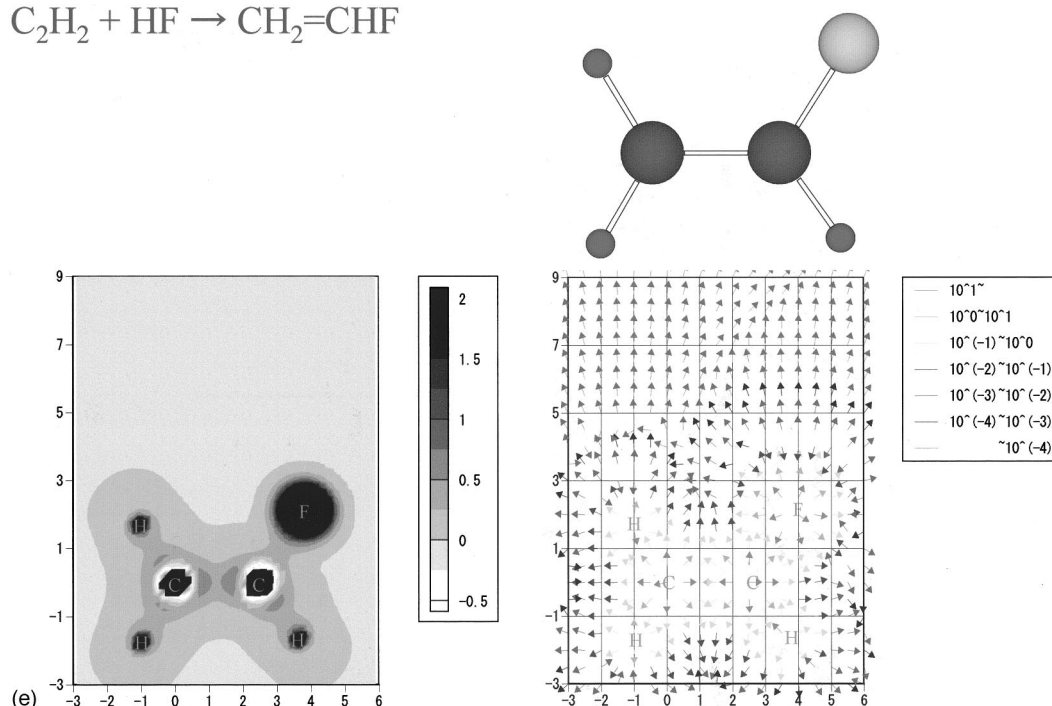 C₂H₂ + HF → CH₂=CHF
9
7
5
3
1
-1
-3
-3 -2 -1 0 1 2 3 4 5 6
H
F
C
C
H
H
2
1.5
1
0.5
0
-0.5
9
7
5
3
1
-1
-3
-3 -2 -1 0 1 2 3 4 5 6
H
F
C
C
H
H
10^1~
10^0~10^1
10^(-1)~10^0
10^(-2)~10^(-1)
10^(-3)~10^(-2)
10^(-4)~10^(-3)
~10^(-4)
(e)